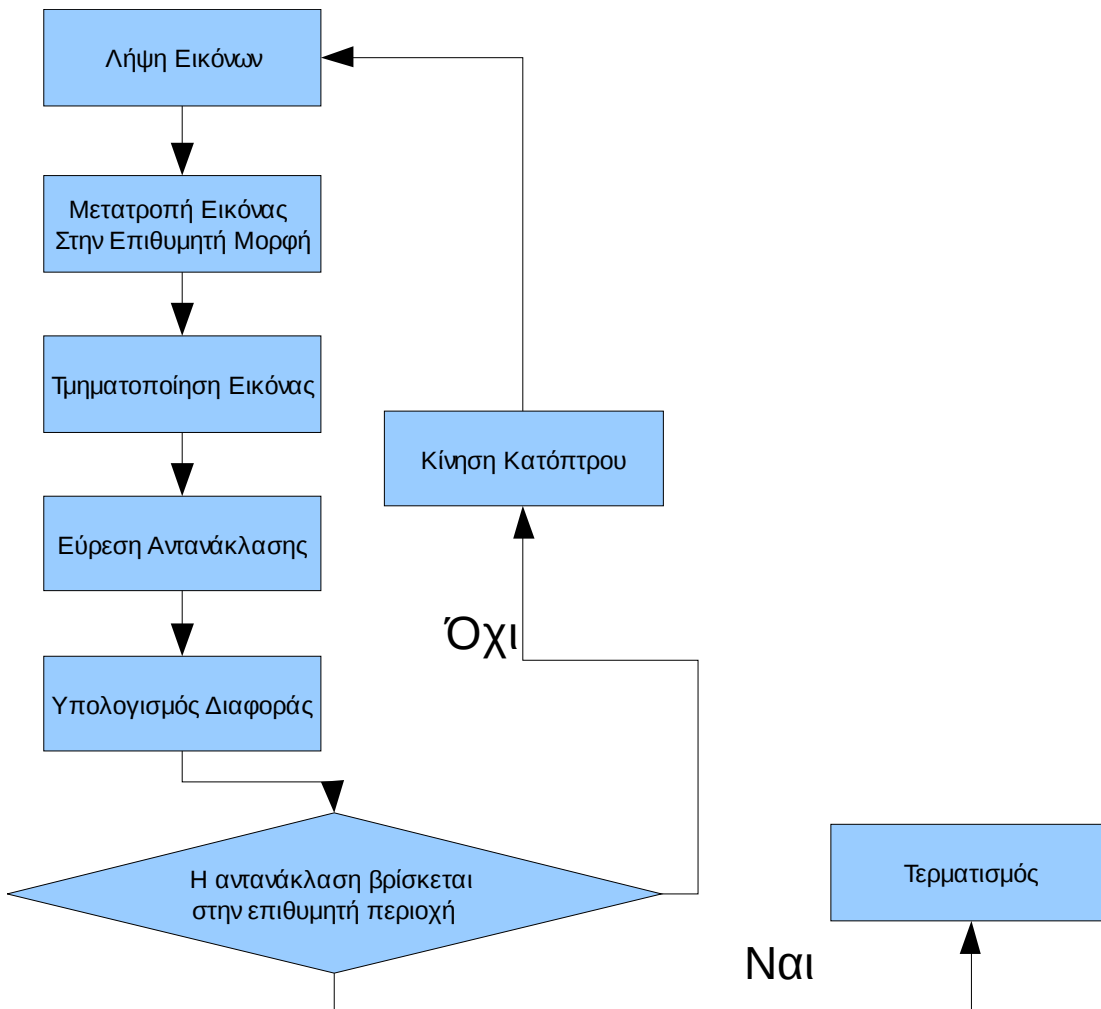 Λήψη Εικόνων
Μετατροπή Εικόνας
Στην Επιθυμητή Μορφή
Τμηματοποίηση Εικόνας
Κίνηση Κατόπτρου
Εύρεση Αντανάκλασης
Όχι
Υπολογισμός Διαφοράς
Η αντανάκλαση βρίσκεται
στην επιθυμητή περιοχή
Τερματισμός
Ναι